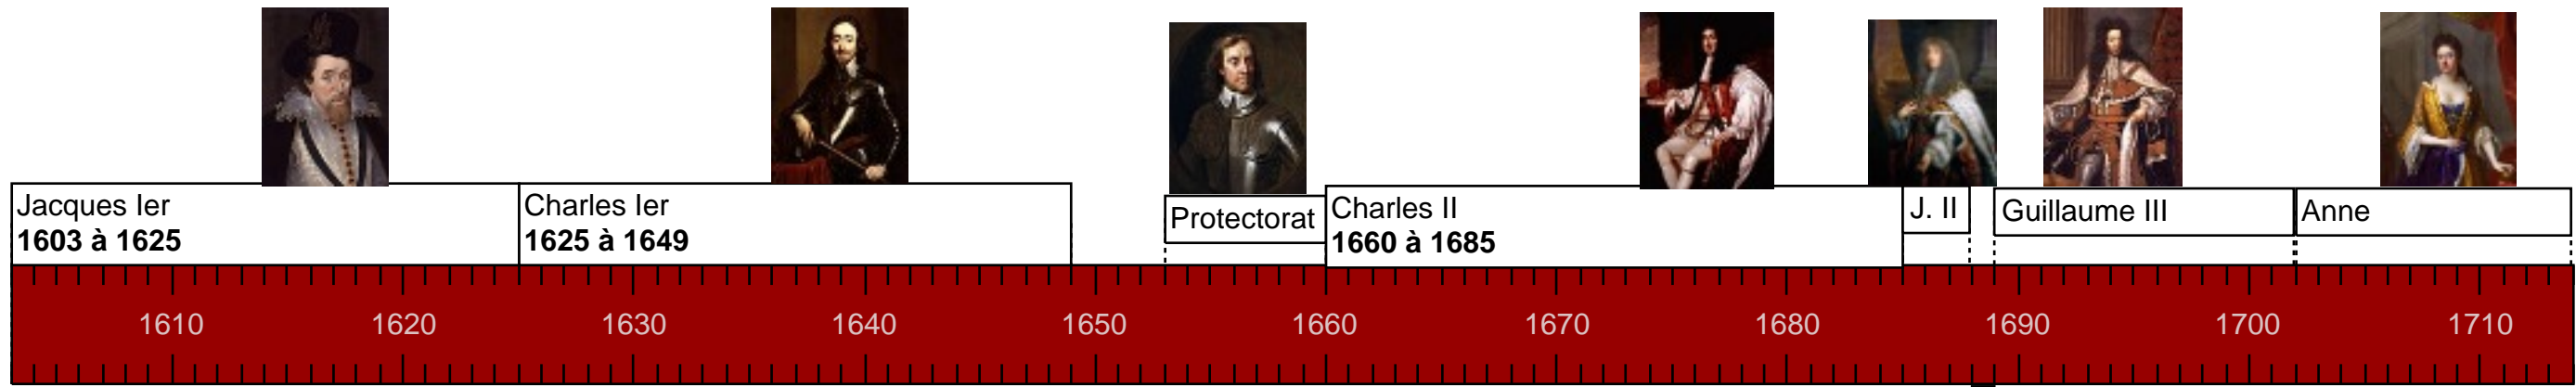 Jacques Ier
1603 à 1625
Charles Ier
1625 à 1649
Protectorat
Charles II
1660 à 1685
J. II
Guillaume III
Anne
1610
1620
1630
1640
1650
1660
1670
1680
1690
1700
1710